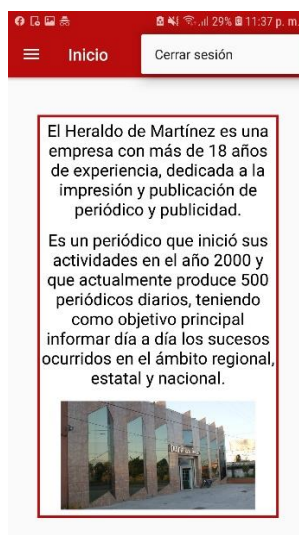 29% 11:37 p. m.
Inicio
Cerrar sesión
El Heraldo de Martínez es una
empresa con más de 18 años
de experiencia, dedicada a la
impresión y publicación de
periódico y publicidad.
Es un periódico que inició sus
actividades en el año 2000 y
que actualmente produce 500
periódicos diarios, teniendo
como objetivo principal
informar día a día los sucesos
ocurridos en el ámbito regional,
estatal y nacional.